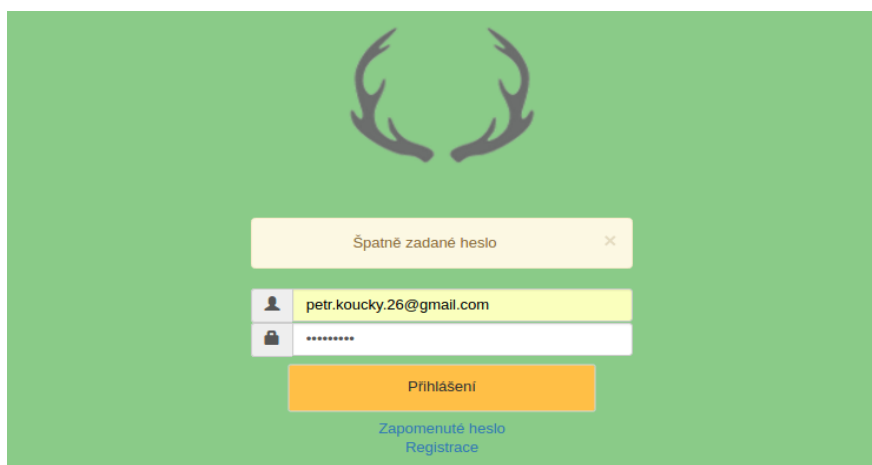 Špatně zadané heslo ×
petr.koucky.26@gmail.com
•••••••••
Přihlášení
Zapomenuté heslo
Registrace